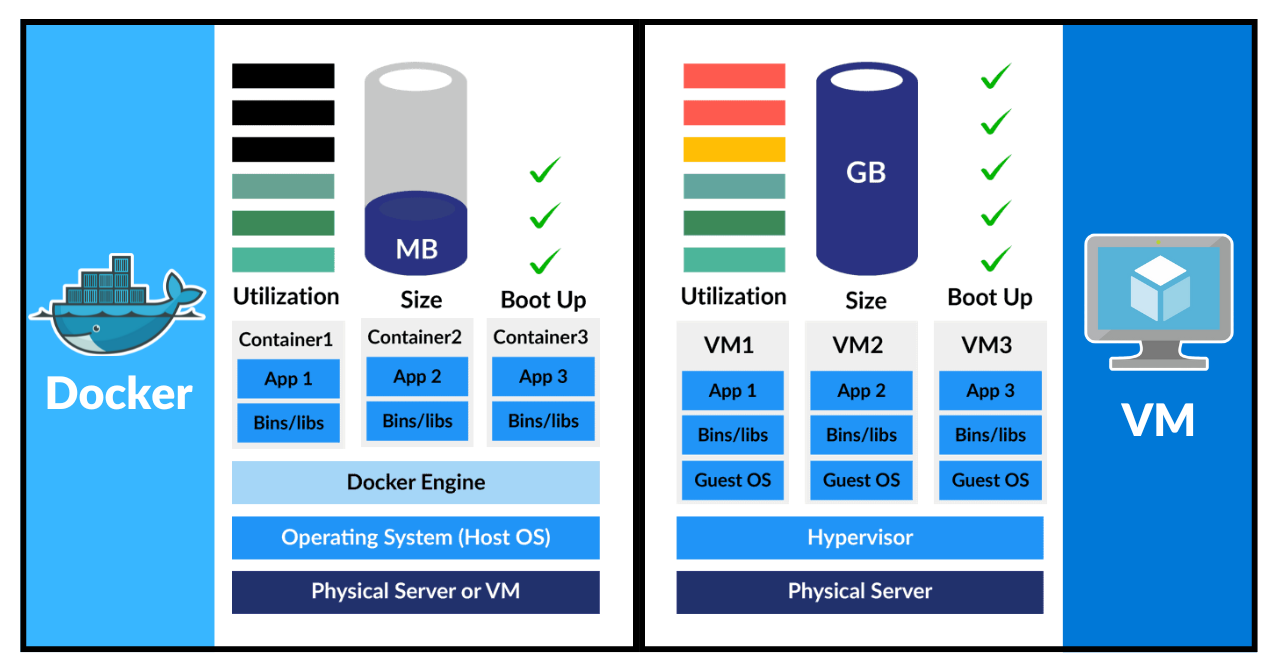 Docker
MB
Utilization
Size
Boot Up
Container1
Container2
Container3
App 1
App 2
App 3
Bins/libs
Bins/libs
Bins/libs
Docker Engine
Operating System (Host OS)
Physical Server or VM
GB
Utilization
Size
Boot Up
VM1
VM2
VM3
App 1
App 2
App 3
Bins/libs
Bins/libs
Bins/libs
Guest OS
Guest OS
Guest OS
Hypervisor
Physical Server
VM